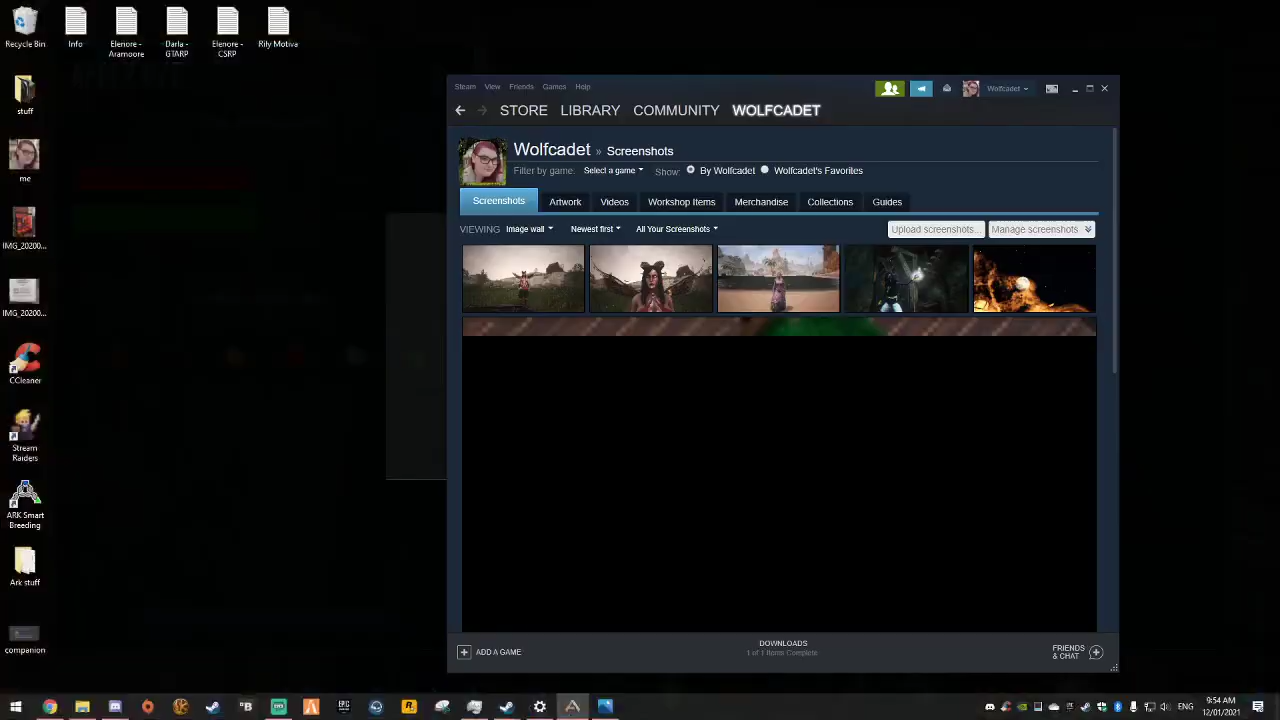 Recycle Bin
Info
Elenore -
Aramoore
Darla -
GTARP
Elenore -
CSRP
Rily Motiva
stuff
me
IMG_20200...
IMG_20200...
CCleaner
Stream
Raiders
ARK Smart
Breeding
Art stuff
companion
Steam View Friends Games Help
Wolfcadet
STORE LIBRARY COMMUNITY WOLFCADET
Wolfcadet » Screenshots
Filter by game: Select a game Show: By Wolfcadet Wolfcadet's Favorites
Screenshots Artwork Videos Workshop Items Merchandise Collections Guides
VIEWING Image wall Newest first All Your Screenshots Upload screenshots... Manage screenshots
+ ADD A GAME
DOWNLOADS
1 of 1 Items Complete
FRIENDS
& CHAT
EPIC
GAMES
ENG
9:54 AM
12/01/2021